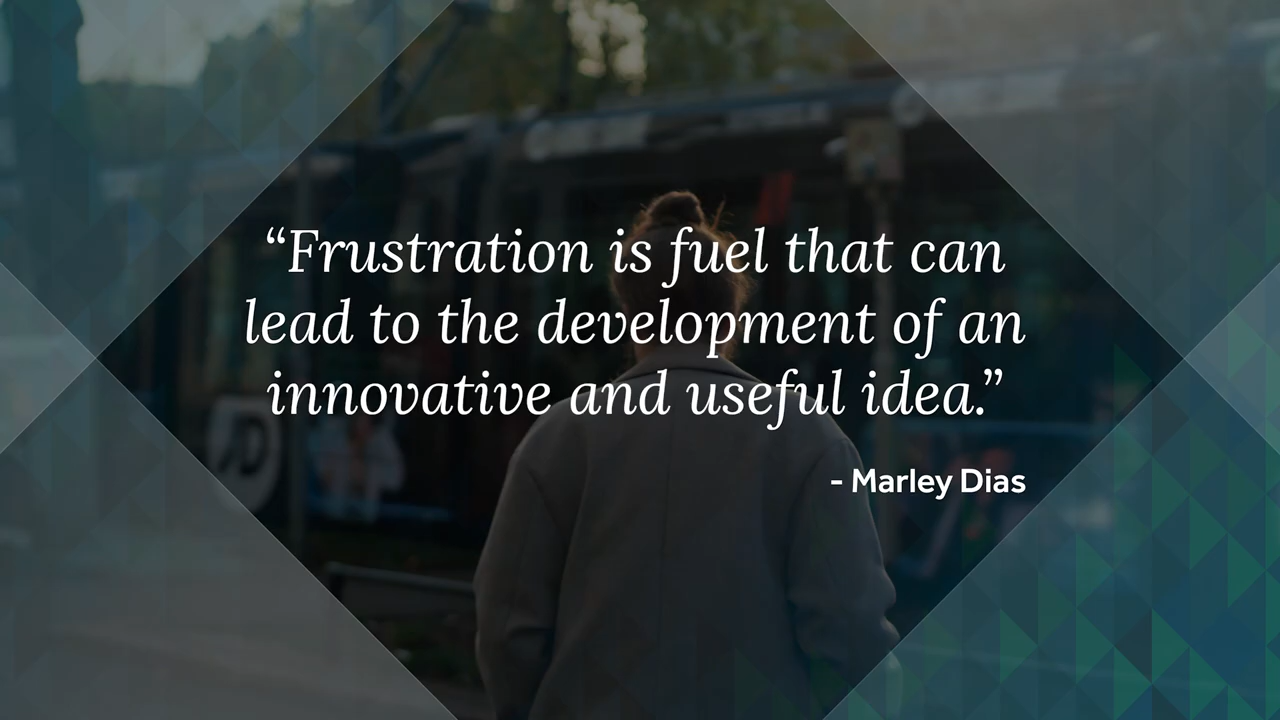 “Frustration is fuel that can
lead to the development of an
innovative and useful idea.”
- Marley Dias